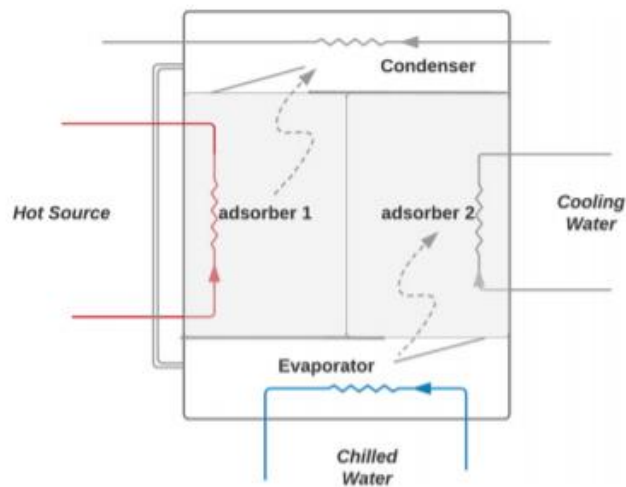 Condenser
Hot Source
adsorber 1
adsorber 2
Cooling
Water
Evaporator
Chilled
Water